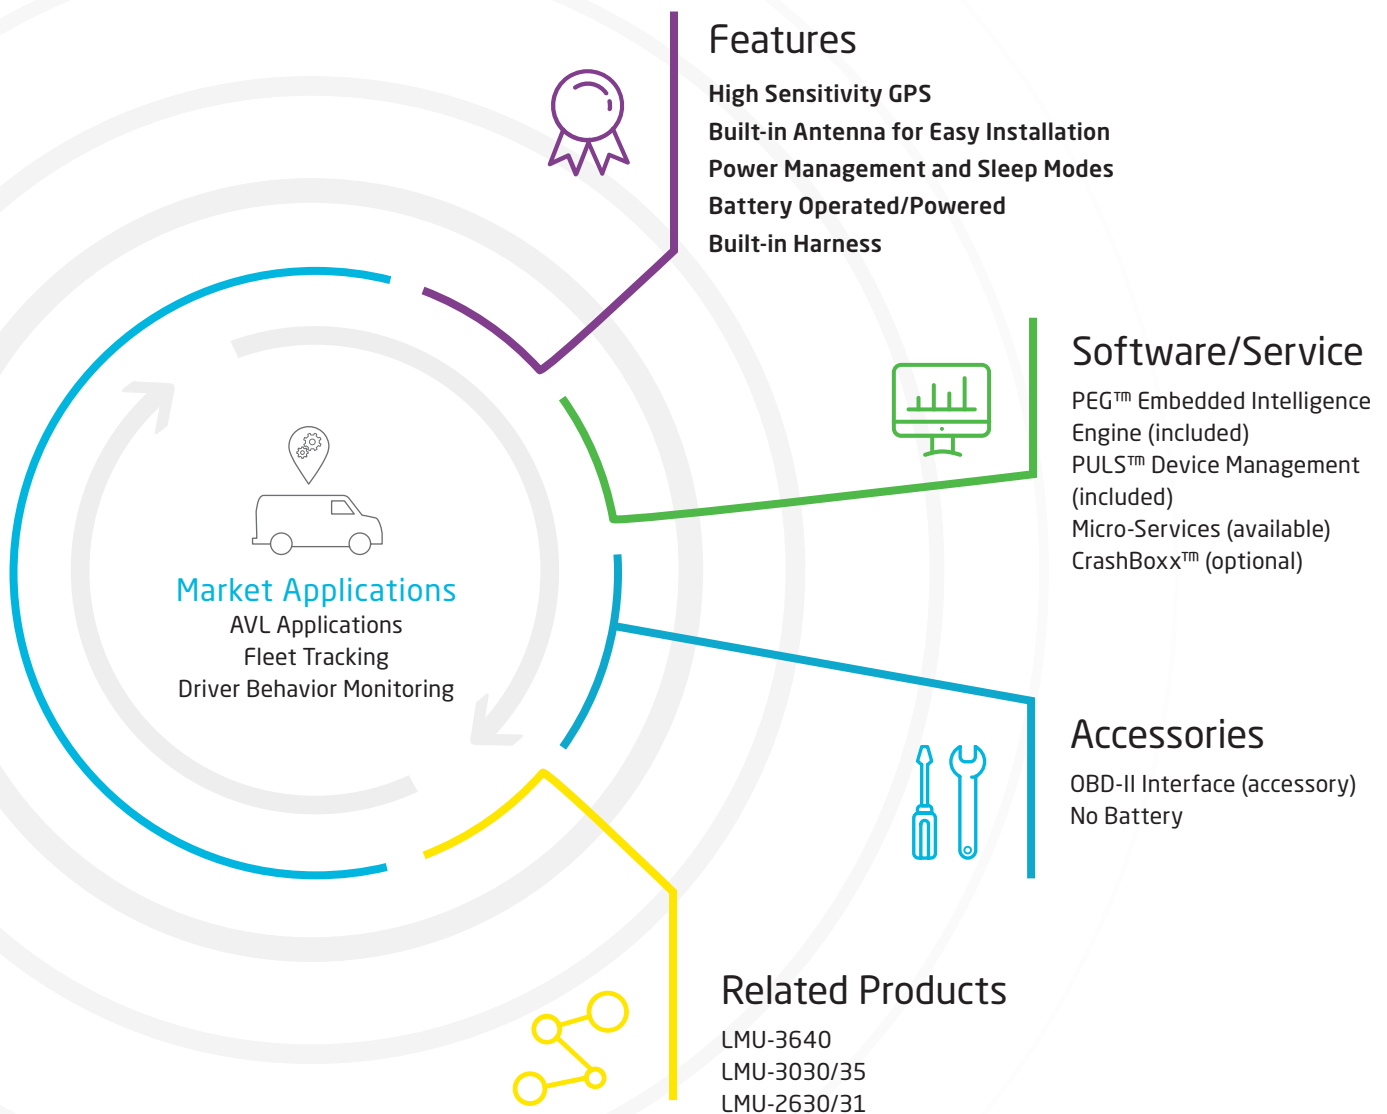 Features
High Sensitivity GPS
Built-in Antenna for Easy Installation
Power Management and Sleep Modes
Battery Operated/Powered
Built-in Harness
Software/Service
PEG™ Embedded Intelligence
Engine (included)
PULS™ Device Management
(included)
Micro-Services (available)
CrashBoxx™ (optional)
Market Applications
AVL Applications
Fleet Tracking
Driver Behavior Monitoring
Accessories
OBD-II Interface (accessory)
No Battery
Related Products
LMU-3640
LMU-3030/35
LMU-2630/31